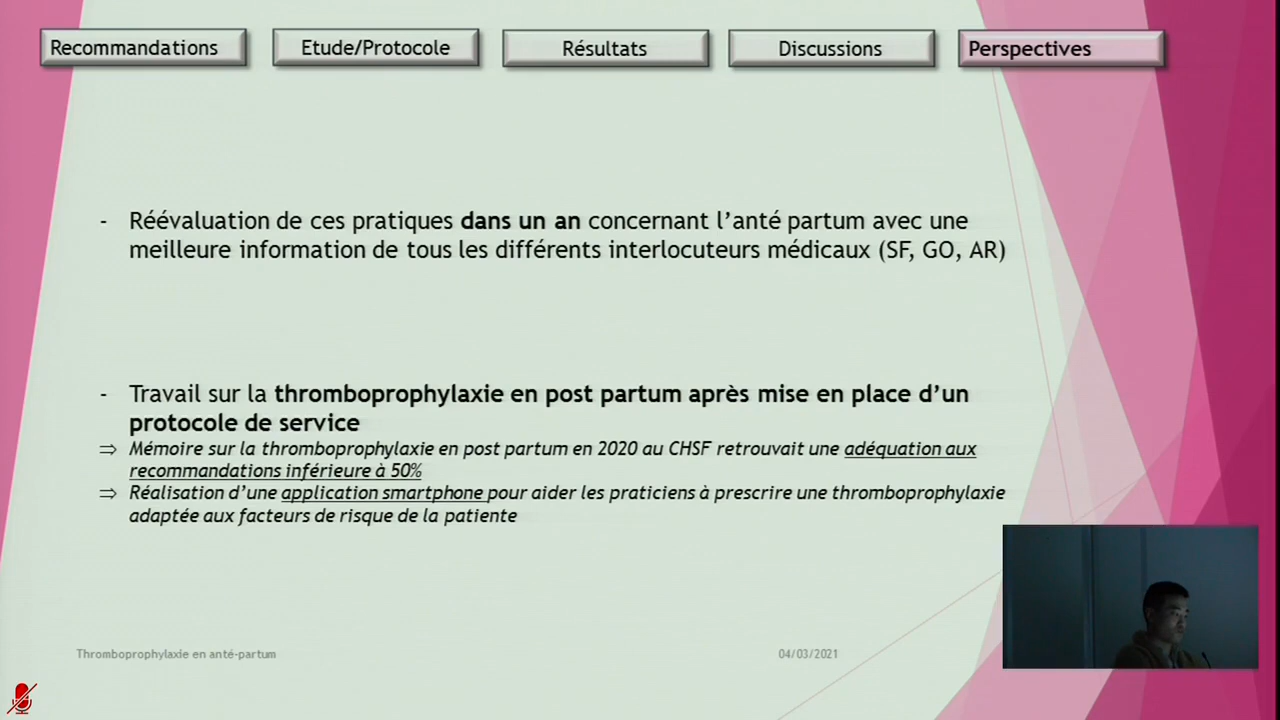 Recommandations
Etude/Protocole
Résultats
Discussions
Perspectives
- Réévaluation de ces pratiques dans un an concernant l’anté partum avec une
meilleure information de tous les différents interlocuteurs médicaux (SF, GO, AR)
- Travail sur la thromboprophylaxie en post partum après mise en place d’un
protocole de service
⇒ Mémoire sur la thromboprophylaxie en post partum en 2020 au CHSF retrouvait une adéquation aux
recommandations inférieure à 50%
⇒ Réalisation d’une application smartphone pour aider les praticiens à prescrire une thromboprophylaxie
adaptée aux facteurs de risque de la patiente
Thromboprophylaxie en anté-partum
04/03/2021